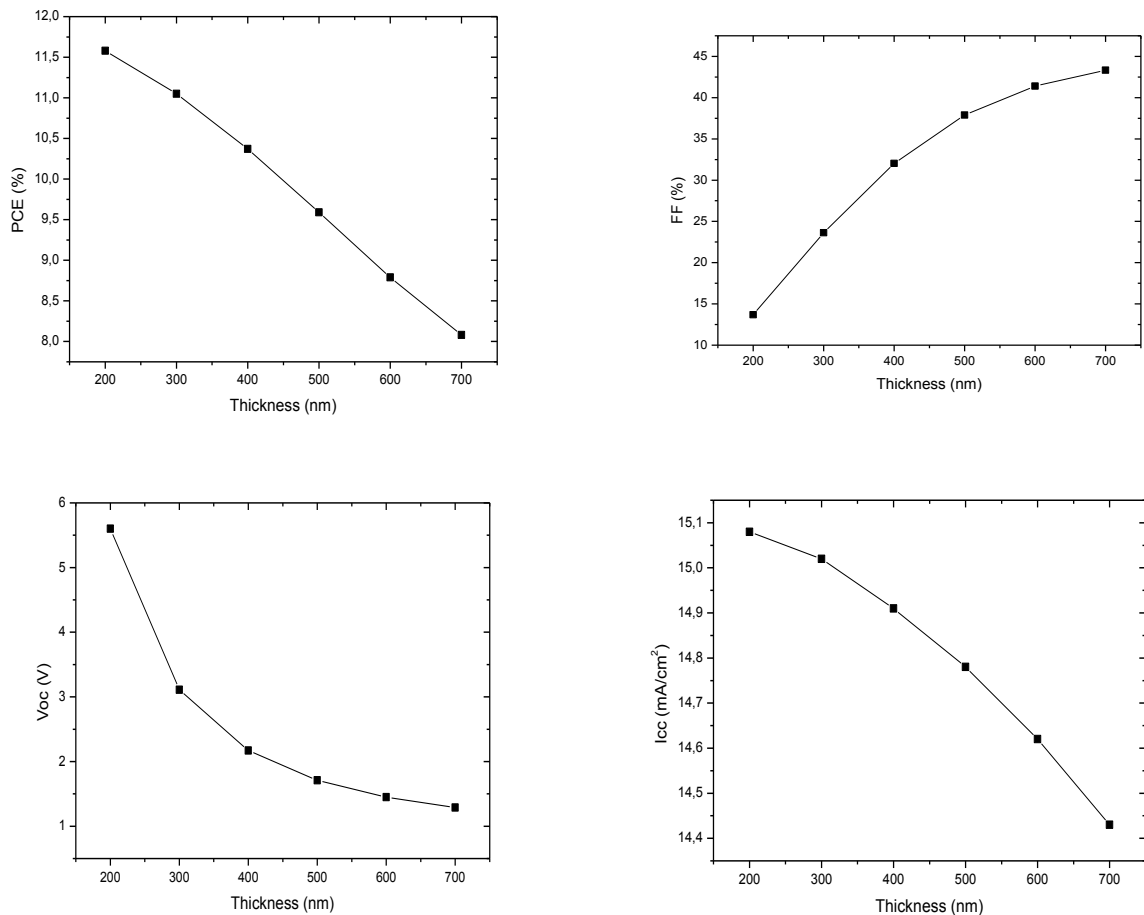 12,0
11,5
11,0
10,5
10,0
9,5
9,0
8,5
8,0
PCE (%)
200 300 400 500 600 700
Thickness (nm)
45
40
35
30
25
20
15
10
FF (%)
200 300 400 500 600 700
Thickness (nm)
6
5
4
3
2
1
Voc (V)
200 300 400 500 600 700
Thickness (nm)
15,1
15,0
14,9
14,8
14,7
14,6
14,5
14,4
Icc (mA/cm²)
200 300 400 500 600 700
Thickness (nm)